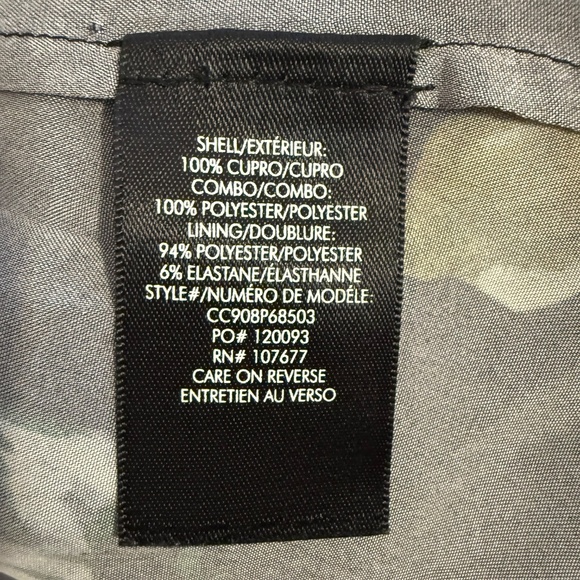 SHELL/EXTÉRIEUR:
100% CUPRO/CUPRO
COMBO/COMBO:
100% POLYESTER/POLYESTER
LINING/DOUBLURE:
94% POLYESTER/POLYESTER
6% ELASTANE/ÉLASTHANNE
STYLE#/NUMÉRO DE MODÉLE:
CC908P68503
PO# 120093
RN# 107677
CARE ON REVERSE
ENTRETIEN AU VERSO